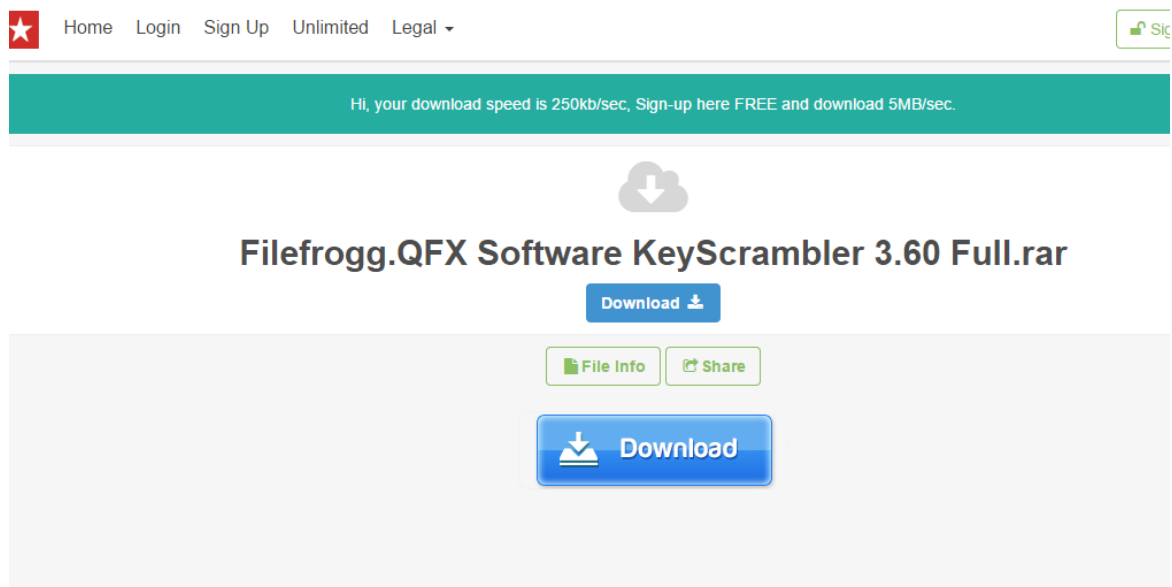 Home Login Sign Up Unlimited Legal
Hi, your download speed is 250kb/sec, Sign-up here FREE and download 5MB/sec.
Filefrogg.QFX Software KeyScrambler 3.60 Full.rar
Download
File Info Share
Download